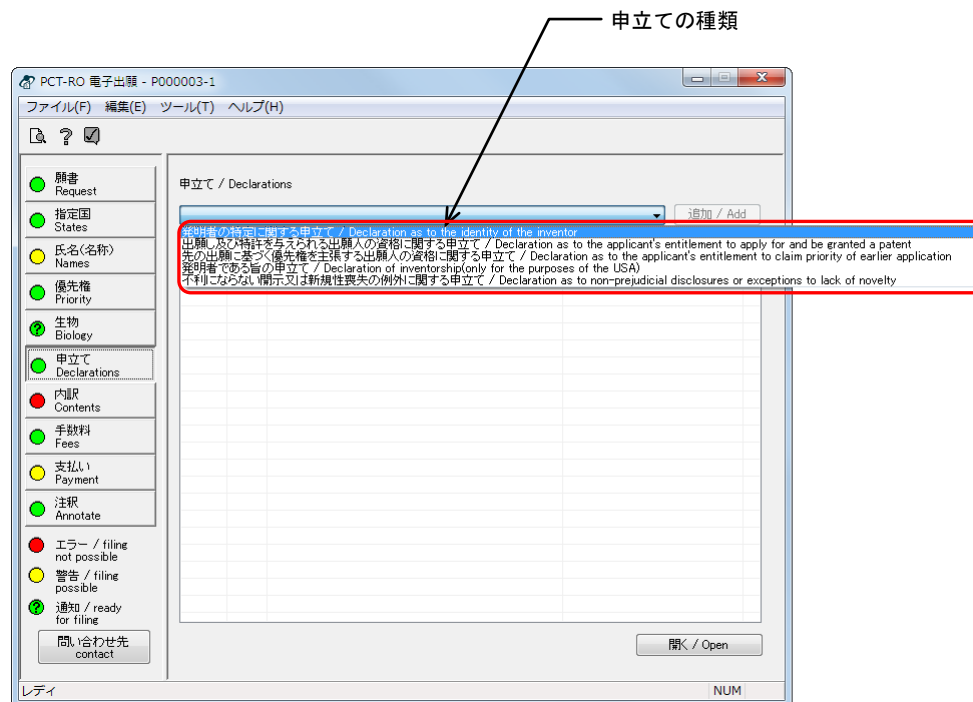 申立ての種類
PCT-RO 電子出願 - P000003-1
ファイル(F) 編集(E) ツール(T) ヘルプ(H)
願書
Request
指定国
States
氏名(名称)
Names
優先権
Priority
生物
Biology
申立て
Declarations
内訳
Contents
手数料
Fees
支払い
Payment
注釈
Annotate
エラー / filing
not possible
警告 / filing
possible
通知 / ready
for filing
問い合わせ先
contact
申立て / Declarations
追加 / Add
発明者の特定に関する申立て / Declaration as to the identity of the inventor
出願し及び特許を与えられる出願人の資格に関する申立て / Declaration as to the applicant's entitlement to apply for and be granted a patent
先の出願に基づく優先権を主張する出願人の資格に関する申立て / Declaration as to the applicant's entitlement to claim priority of earlier application
発明者である旨の申立て / Declaration of inventorship(only for the purposes of the USA)
不利にならない開示又は新規性喪失の例外に関する申立て / Declaration as to non-prejudicial disclosures or exceptions to lack of novelty
開く / Open
レディ
NUM